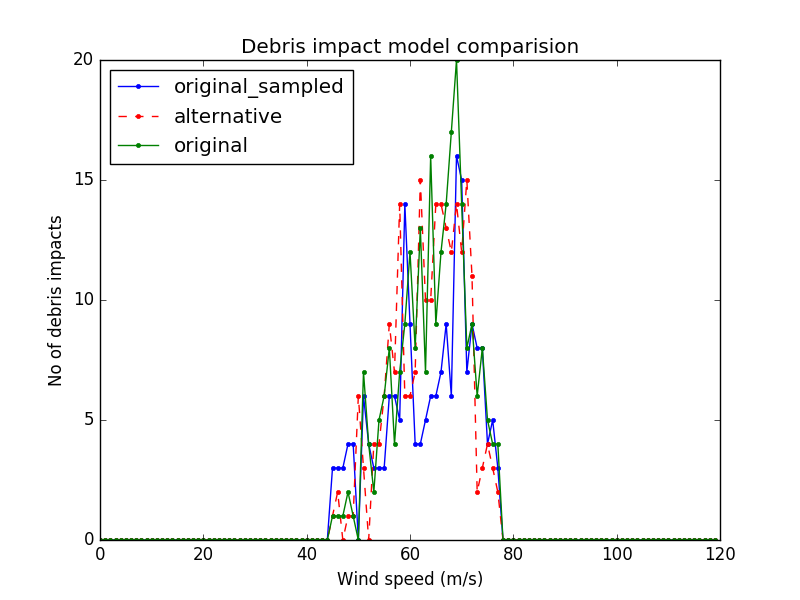 Debris impact model comparision
original_sampled
alternative
original
No of debris impacts
20
15
10
5
0
0 20 40 60 80 100 120
Wind speed (m/s)